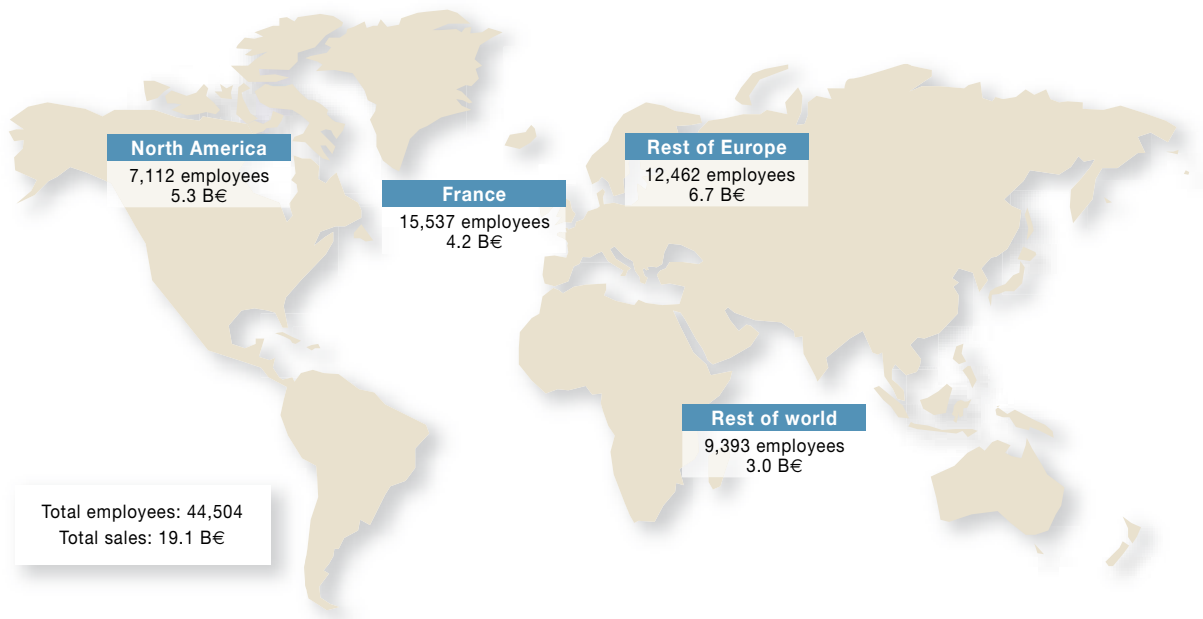 North America
7,112 employees
5.3 B€
France
15,537 employees
4.2 B€
Rest of Europe
12,462 employees
6.7 B€
Rest of world
9,393 employees
3.0 B€
Total employees: 44,504
Total sales: 19.1 B€